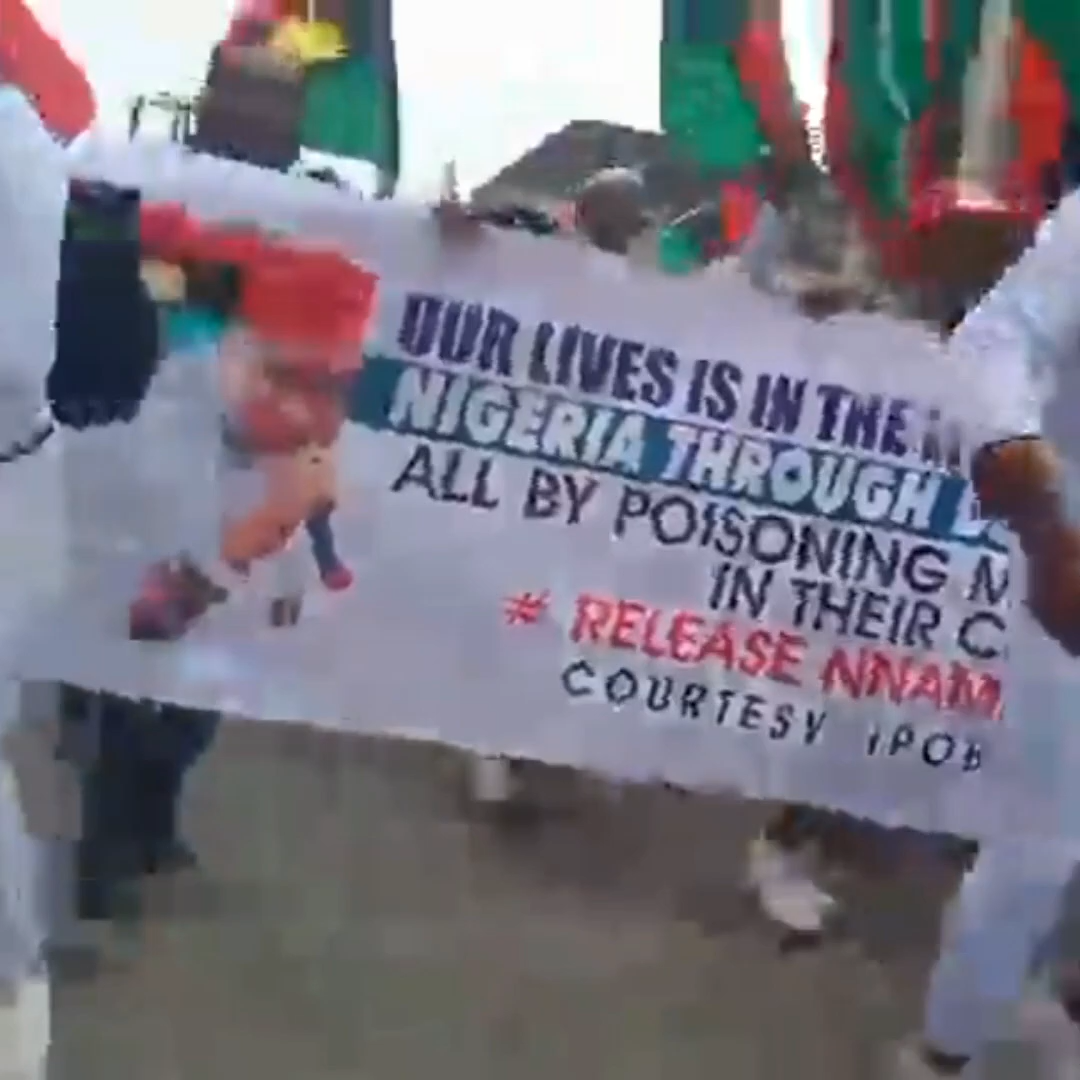 OUR LIVES IS IN THE
NIGERIA THROUGH
ALL BY POISONING
IN THEIR
# RELEASE
COURTESY IPOB